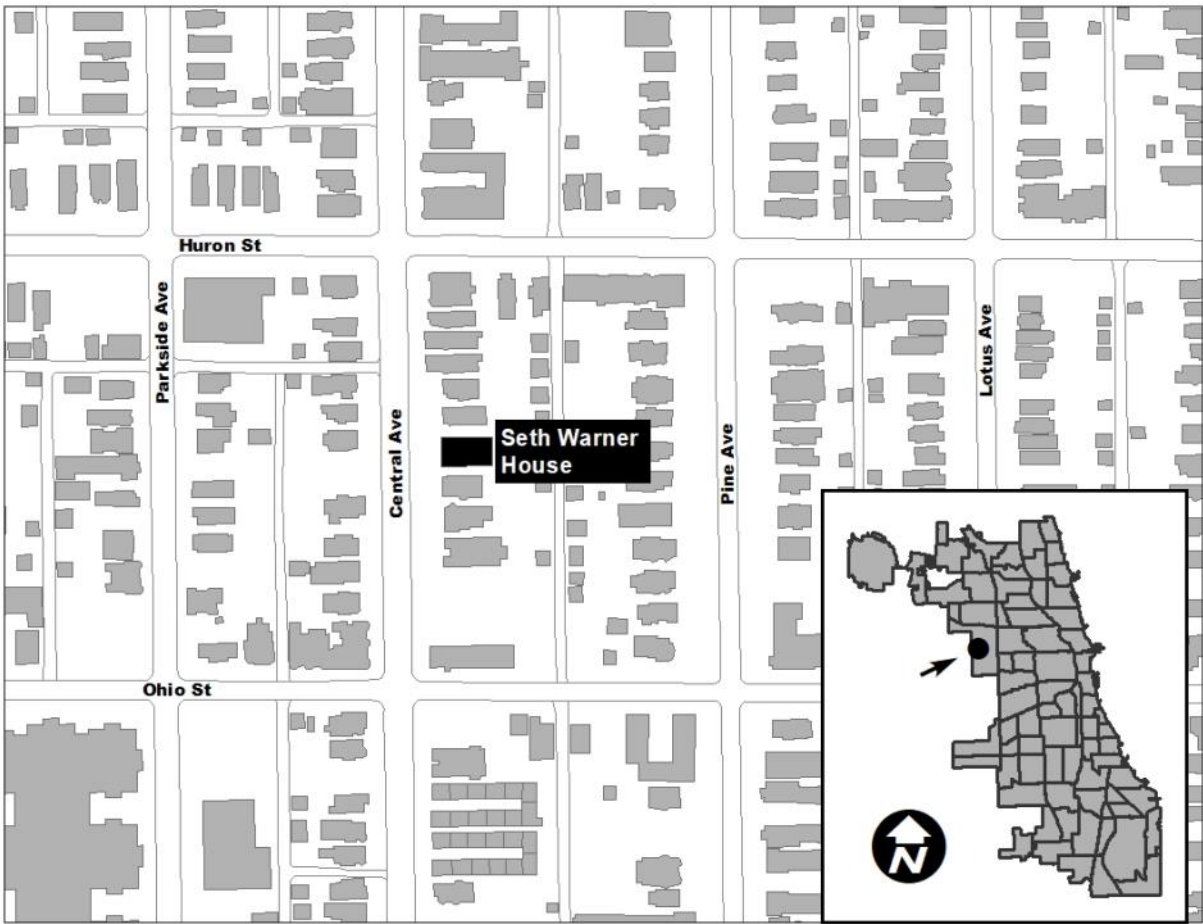 Huron St
Parkside Ave
Central Ave
Seth Warner
House
Pine Ave
Lotus Ave
Ohio St
N